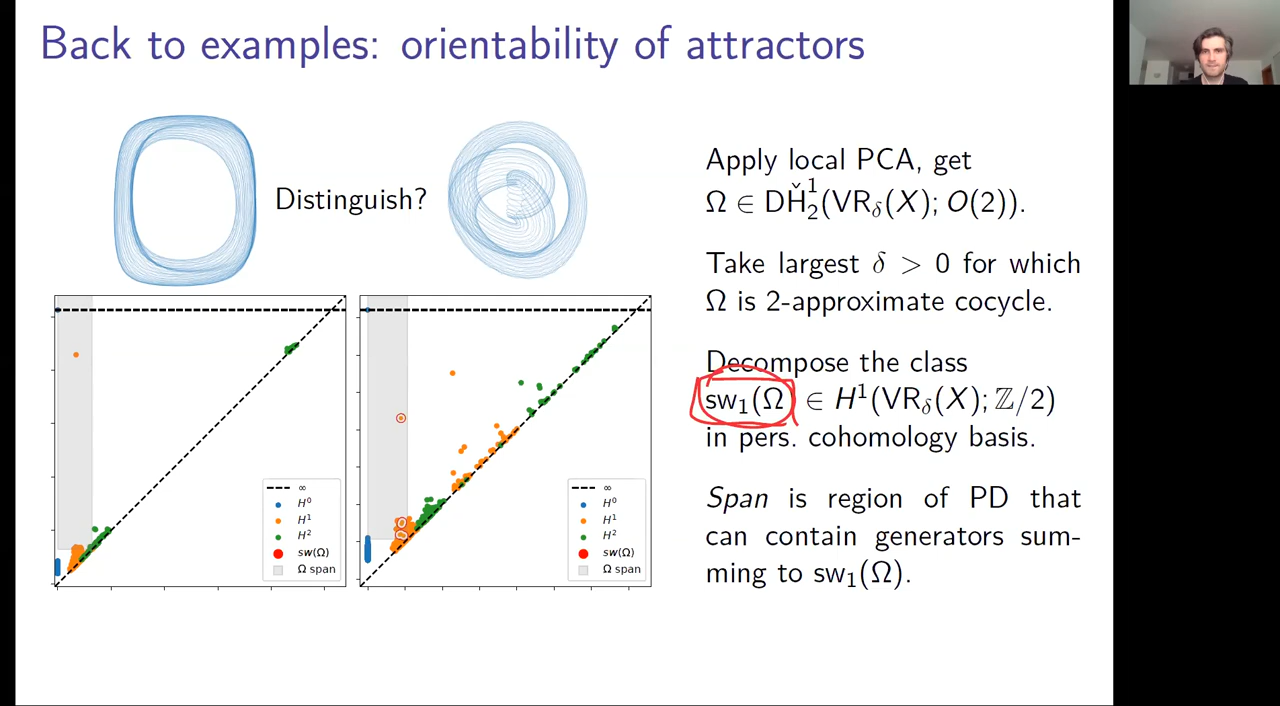 Back to examples: orientability of attractors
Distinguish?
∞
H⁰
H¹
H²
sw(Ω)
Ω span
∞
H⁰
H¹
H²
sw(Ω)
Ω span
Apply local PCA, get
Ω ∈ DȞ¹₂(VR_δ(X); O(2)).
Take largest δ > 0 for which
Ω is 2-approximate cocycle.
Decompose the class
sw₁(Ω) ∈ H¹(VR_δ(X); ℤ/2)
in pers. cohomology basis.
Span is region of PD that
can contain generators sum-
ming to sw₁(Ω).